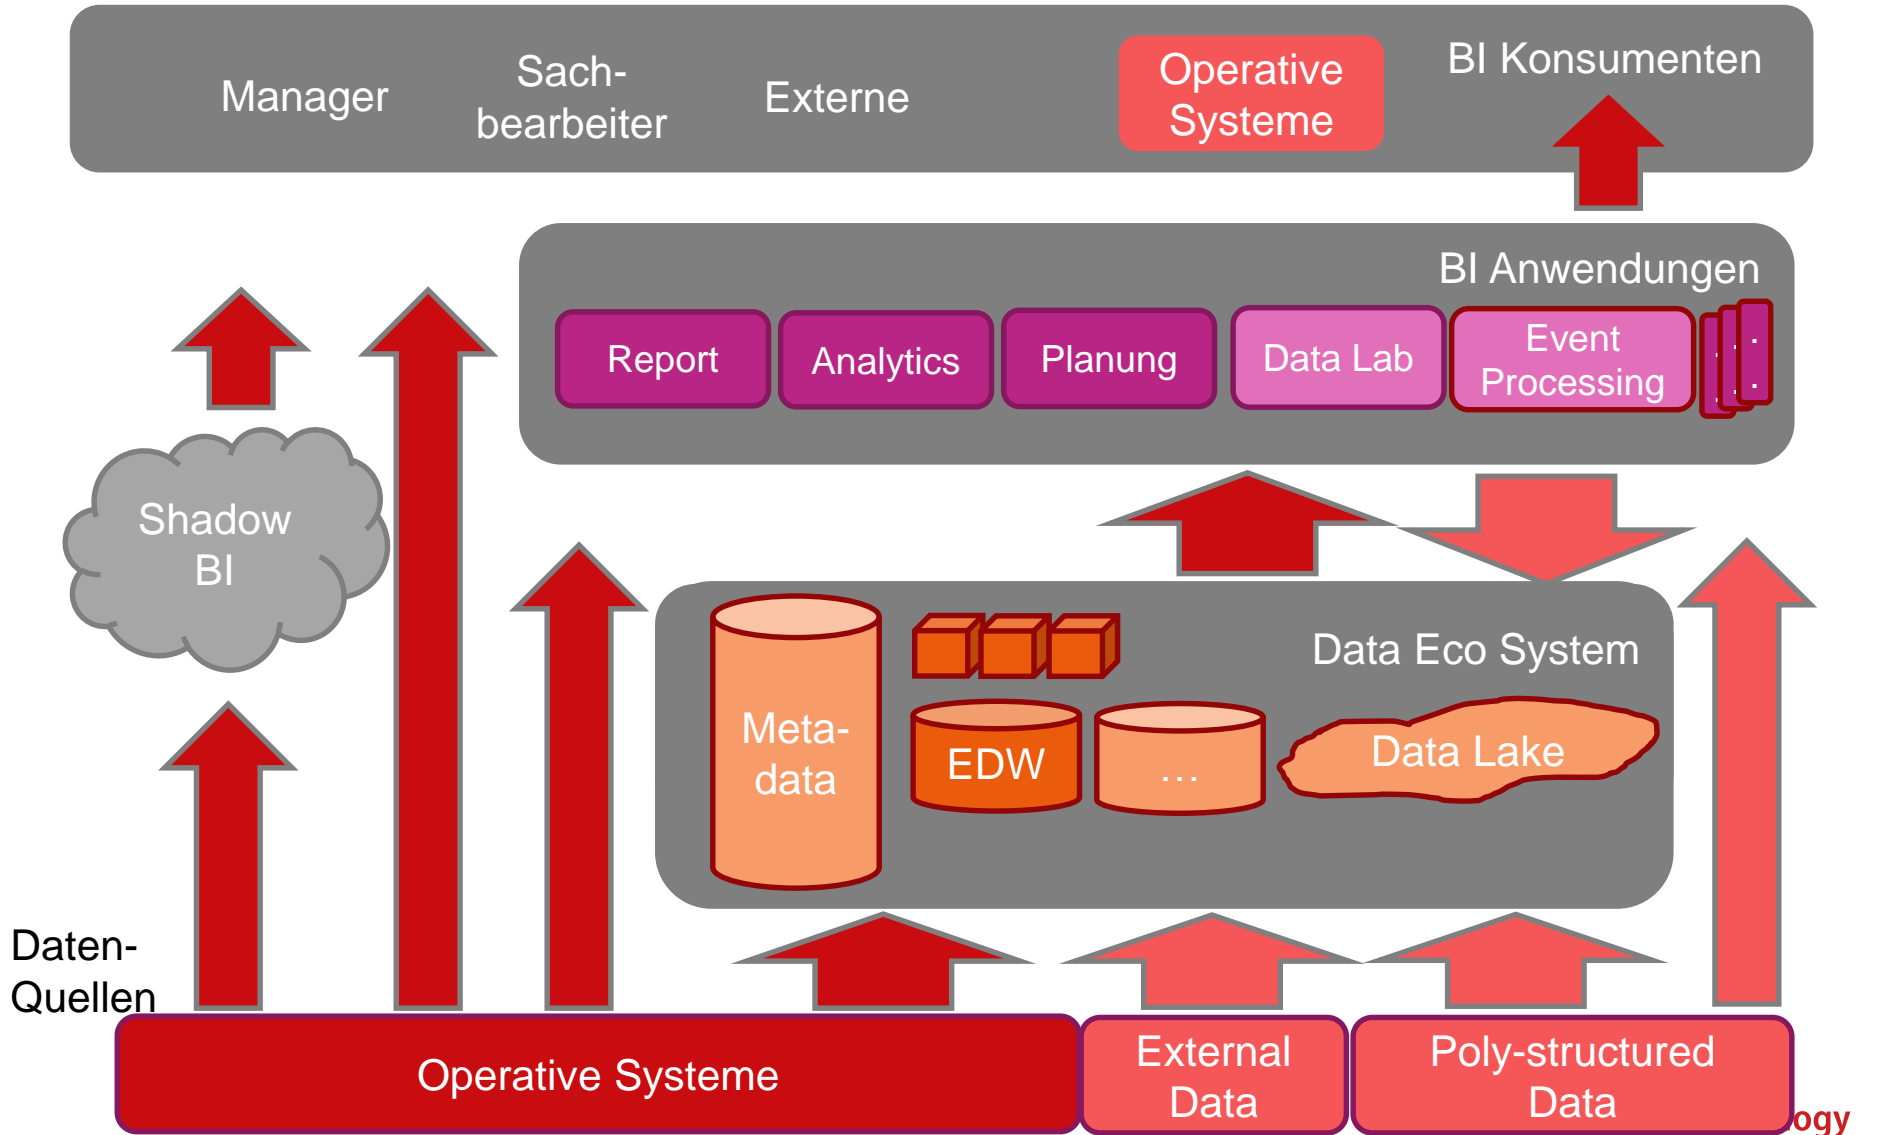 Manager
Sach-
bearbeiter
Externe
Operative
Systeme
BI Konsumenten
BI Anwendungen
Report
Analytics
Planung
Data Lab
Event
Processing
Shadow
BI
Data Eco System
Meta-
data
EDW
...
Data Lake
Daten-
Quellen
Operative Systeme
External
Data
Poly-structured
Data
ogy